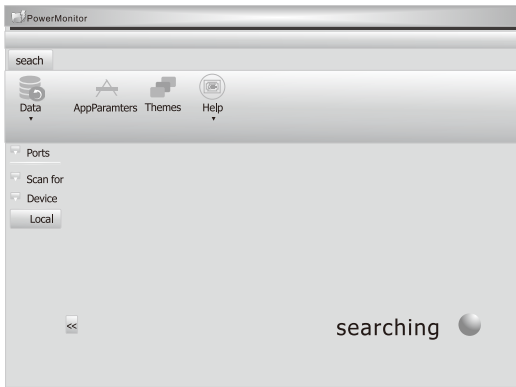 PowerMonitor
seach
Data AppParamters Themes Help
Ports
Scan for
Device
Local
<<
searching